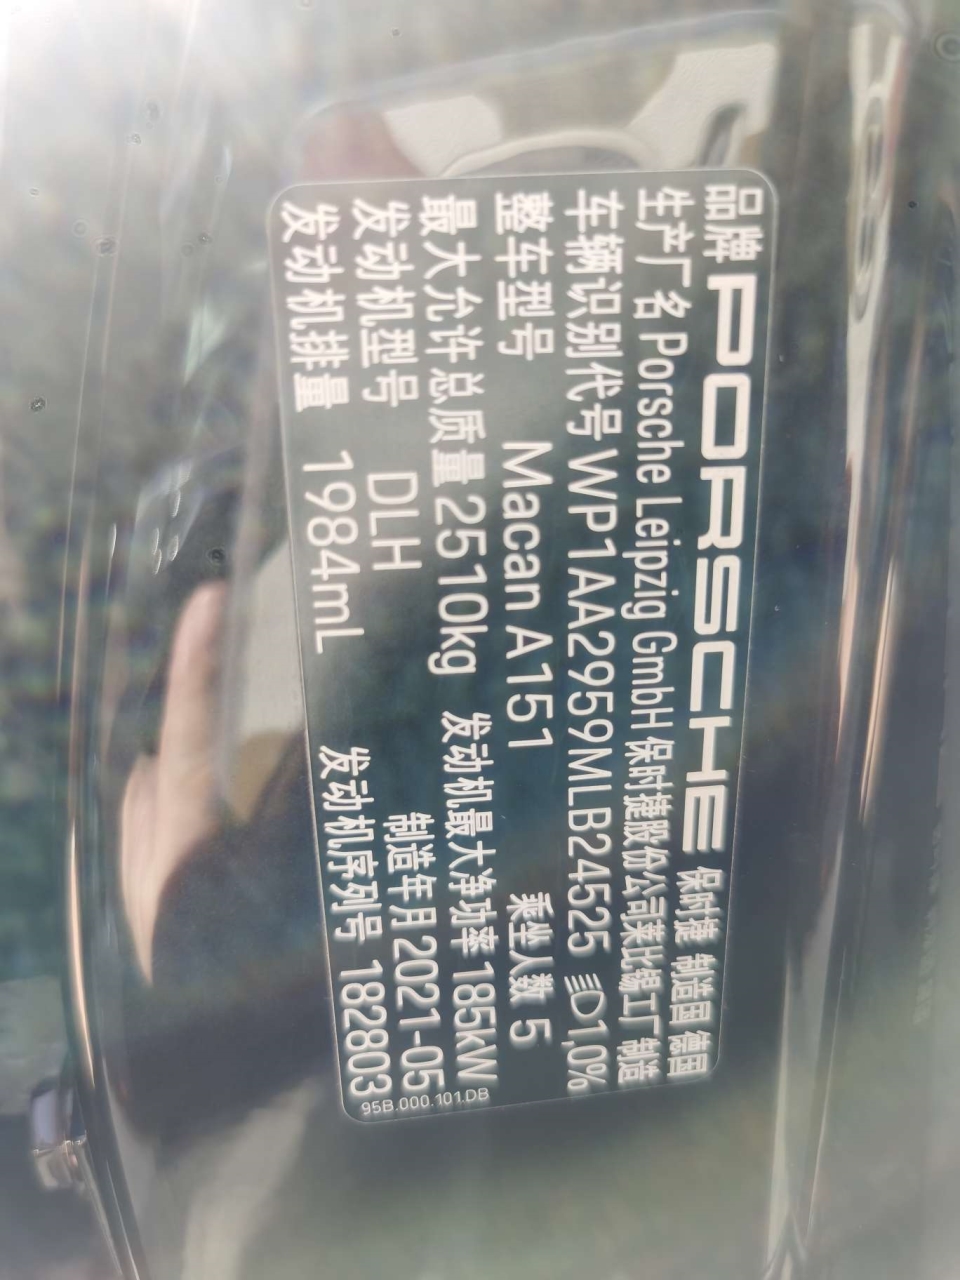 品牌 PORSCHE 保时捷 制造国 德国
生产厂名 Porsche Leipzig GmbH 保时捷股份公司莱比锡工厂 制造
车辆识别代号 WP1AA2959MLB24525 1,0%
整车型号 Macan A151 乘坐人数 5
最大允许总质量 2510kg 发动机最大净功率 185kW
发动机型号 DLH 制造年月 2021-05
发动机排量 1984mL 发动机序列号 182803
95B.000.101.DB